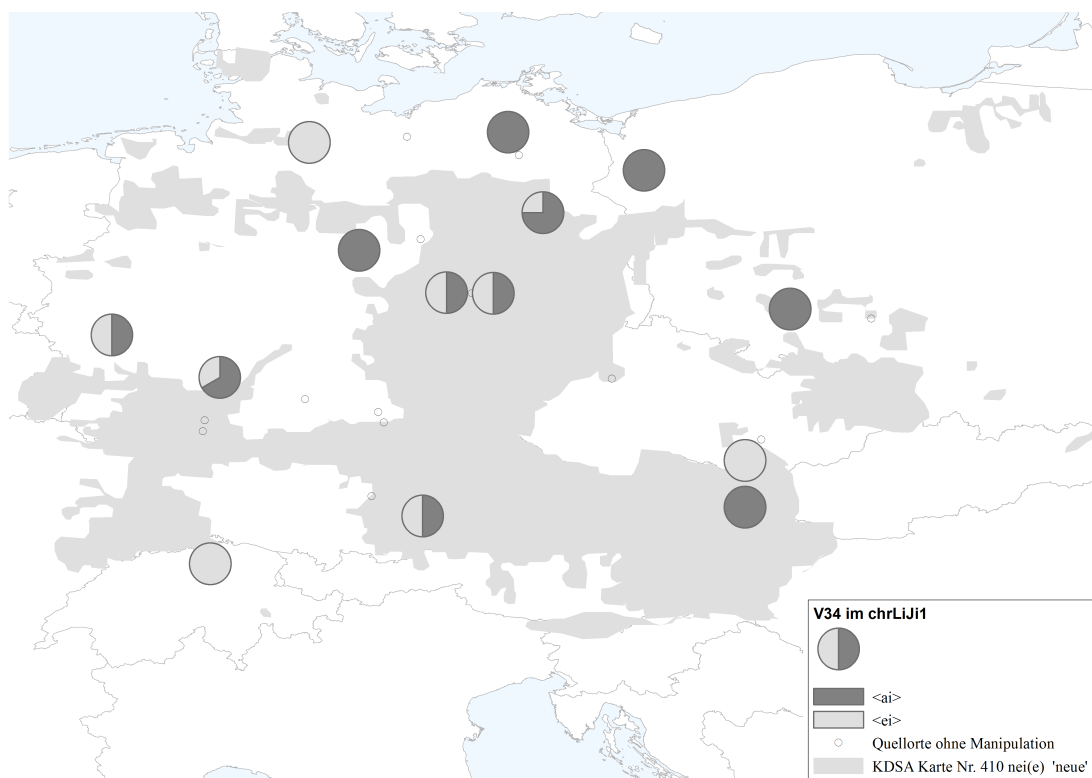 V34 im chrLiJi1
<ai>
<ei>
Quellorte ohne Manipulation
KDSA Karte Nr. 410 nei(e) 'neue'